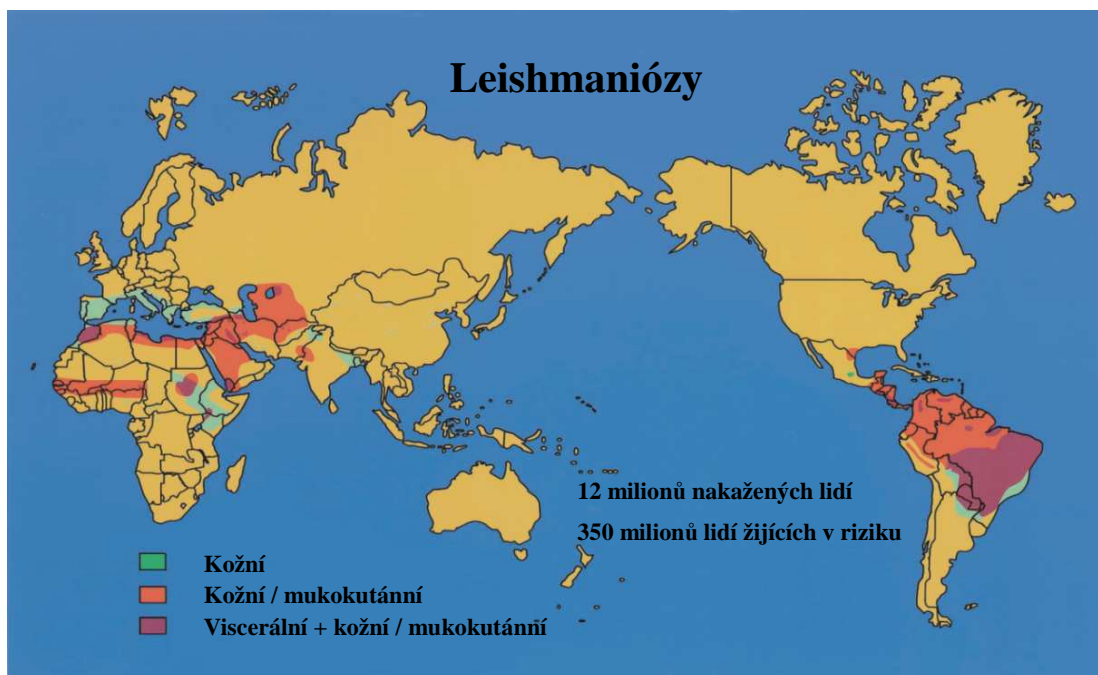 Leishmaniózy
12 milionů nakažených lidí
350 milionů lidí žijících v riziku
Kožní
Kožní / mukokutánní
Viscerální + kožní / mukokutánní